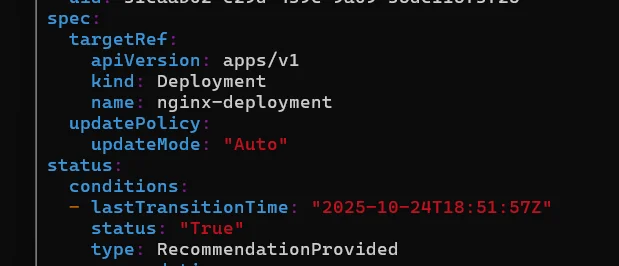 spec:
  targetRef:
    apiVersion: apps/v1
    kind: Deployment
    name: nginx-deployment
  updatePolicy:
    updateMode: "Auto"
status:
  conditions:
  - lastTransitionTime: "2025-10-24T18:51:57Z"
    status: "True"
    type: RecommendationProvided